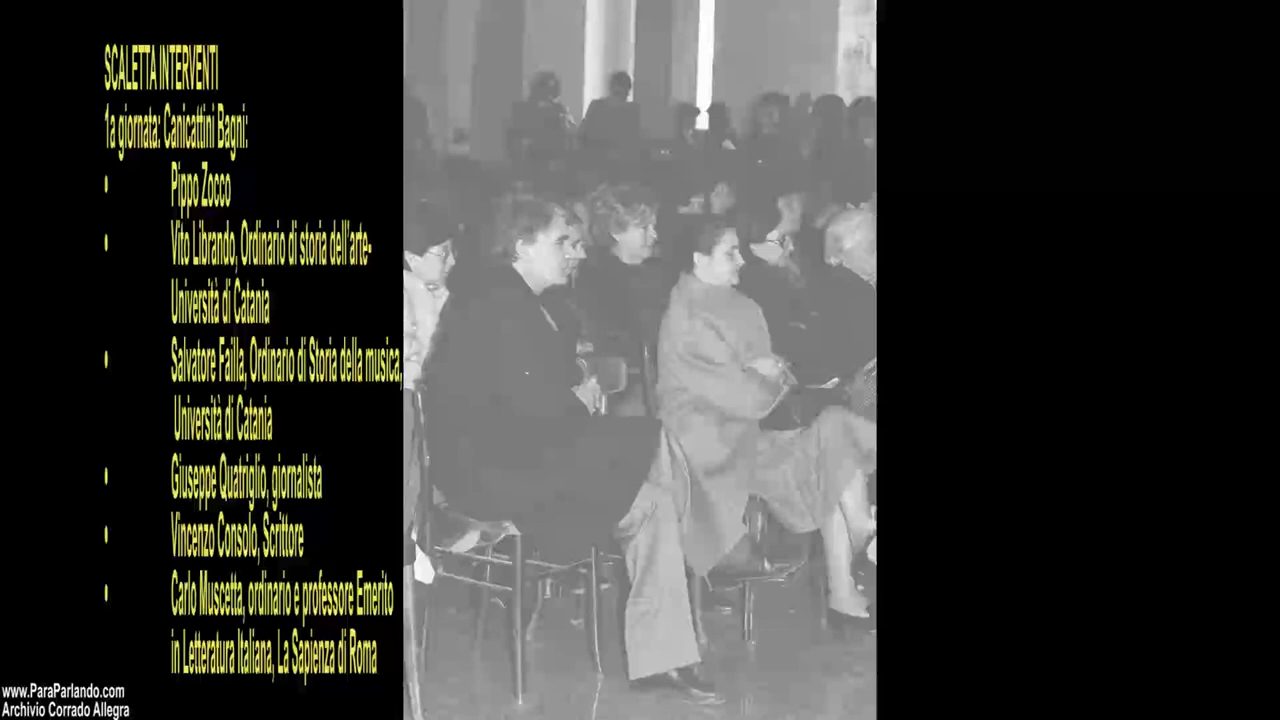 SCALETTA INTERVENTI
1a giornata: Canicattini Bagni:
• Pippo Zocco
• Vito Librando, Ordinario di storia dell'arte-
Università di Catania
• Salvatore Failla, Ordinario di Storia della musica,
Università di Catania
• Giuseppe Quatriglio, giornalista
• Vincenzo Consolo, Scrittore
• Carlo Muscetta, ordinario e professore Emerito
in Letteratura Italiana, La Sapienza di Roma
www.ParaParlando.com
Archivio Corrado Allegra